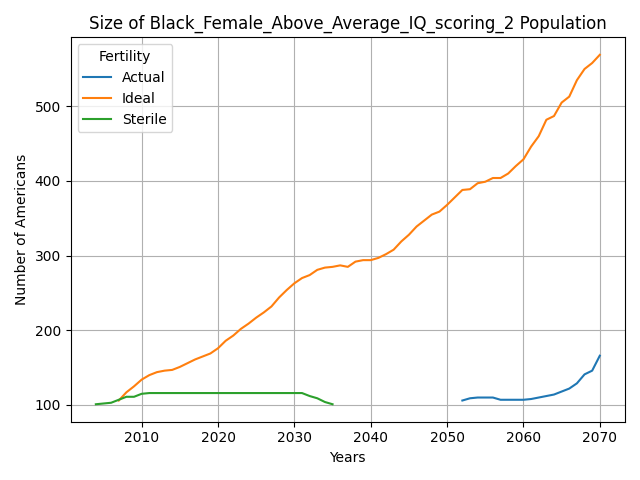 Size of Black_Female_Above_Average_IQ_scoring_2 Population
Fertility
Actual
Ideal
Sterile
Number of Americans
500
400
300
200
100
2010 2020 2030 2040 2050 2060 2070
Years